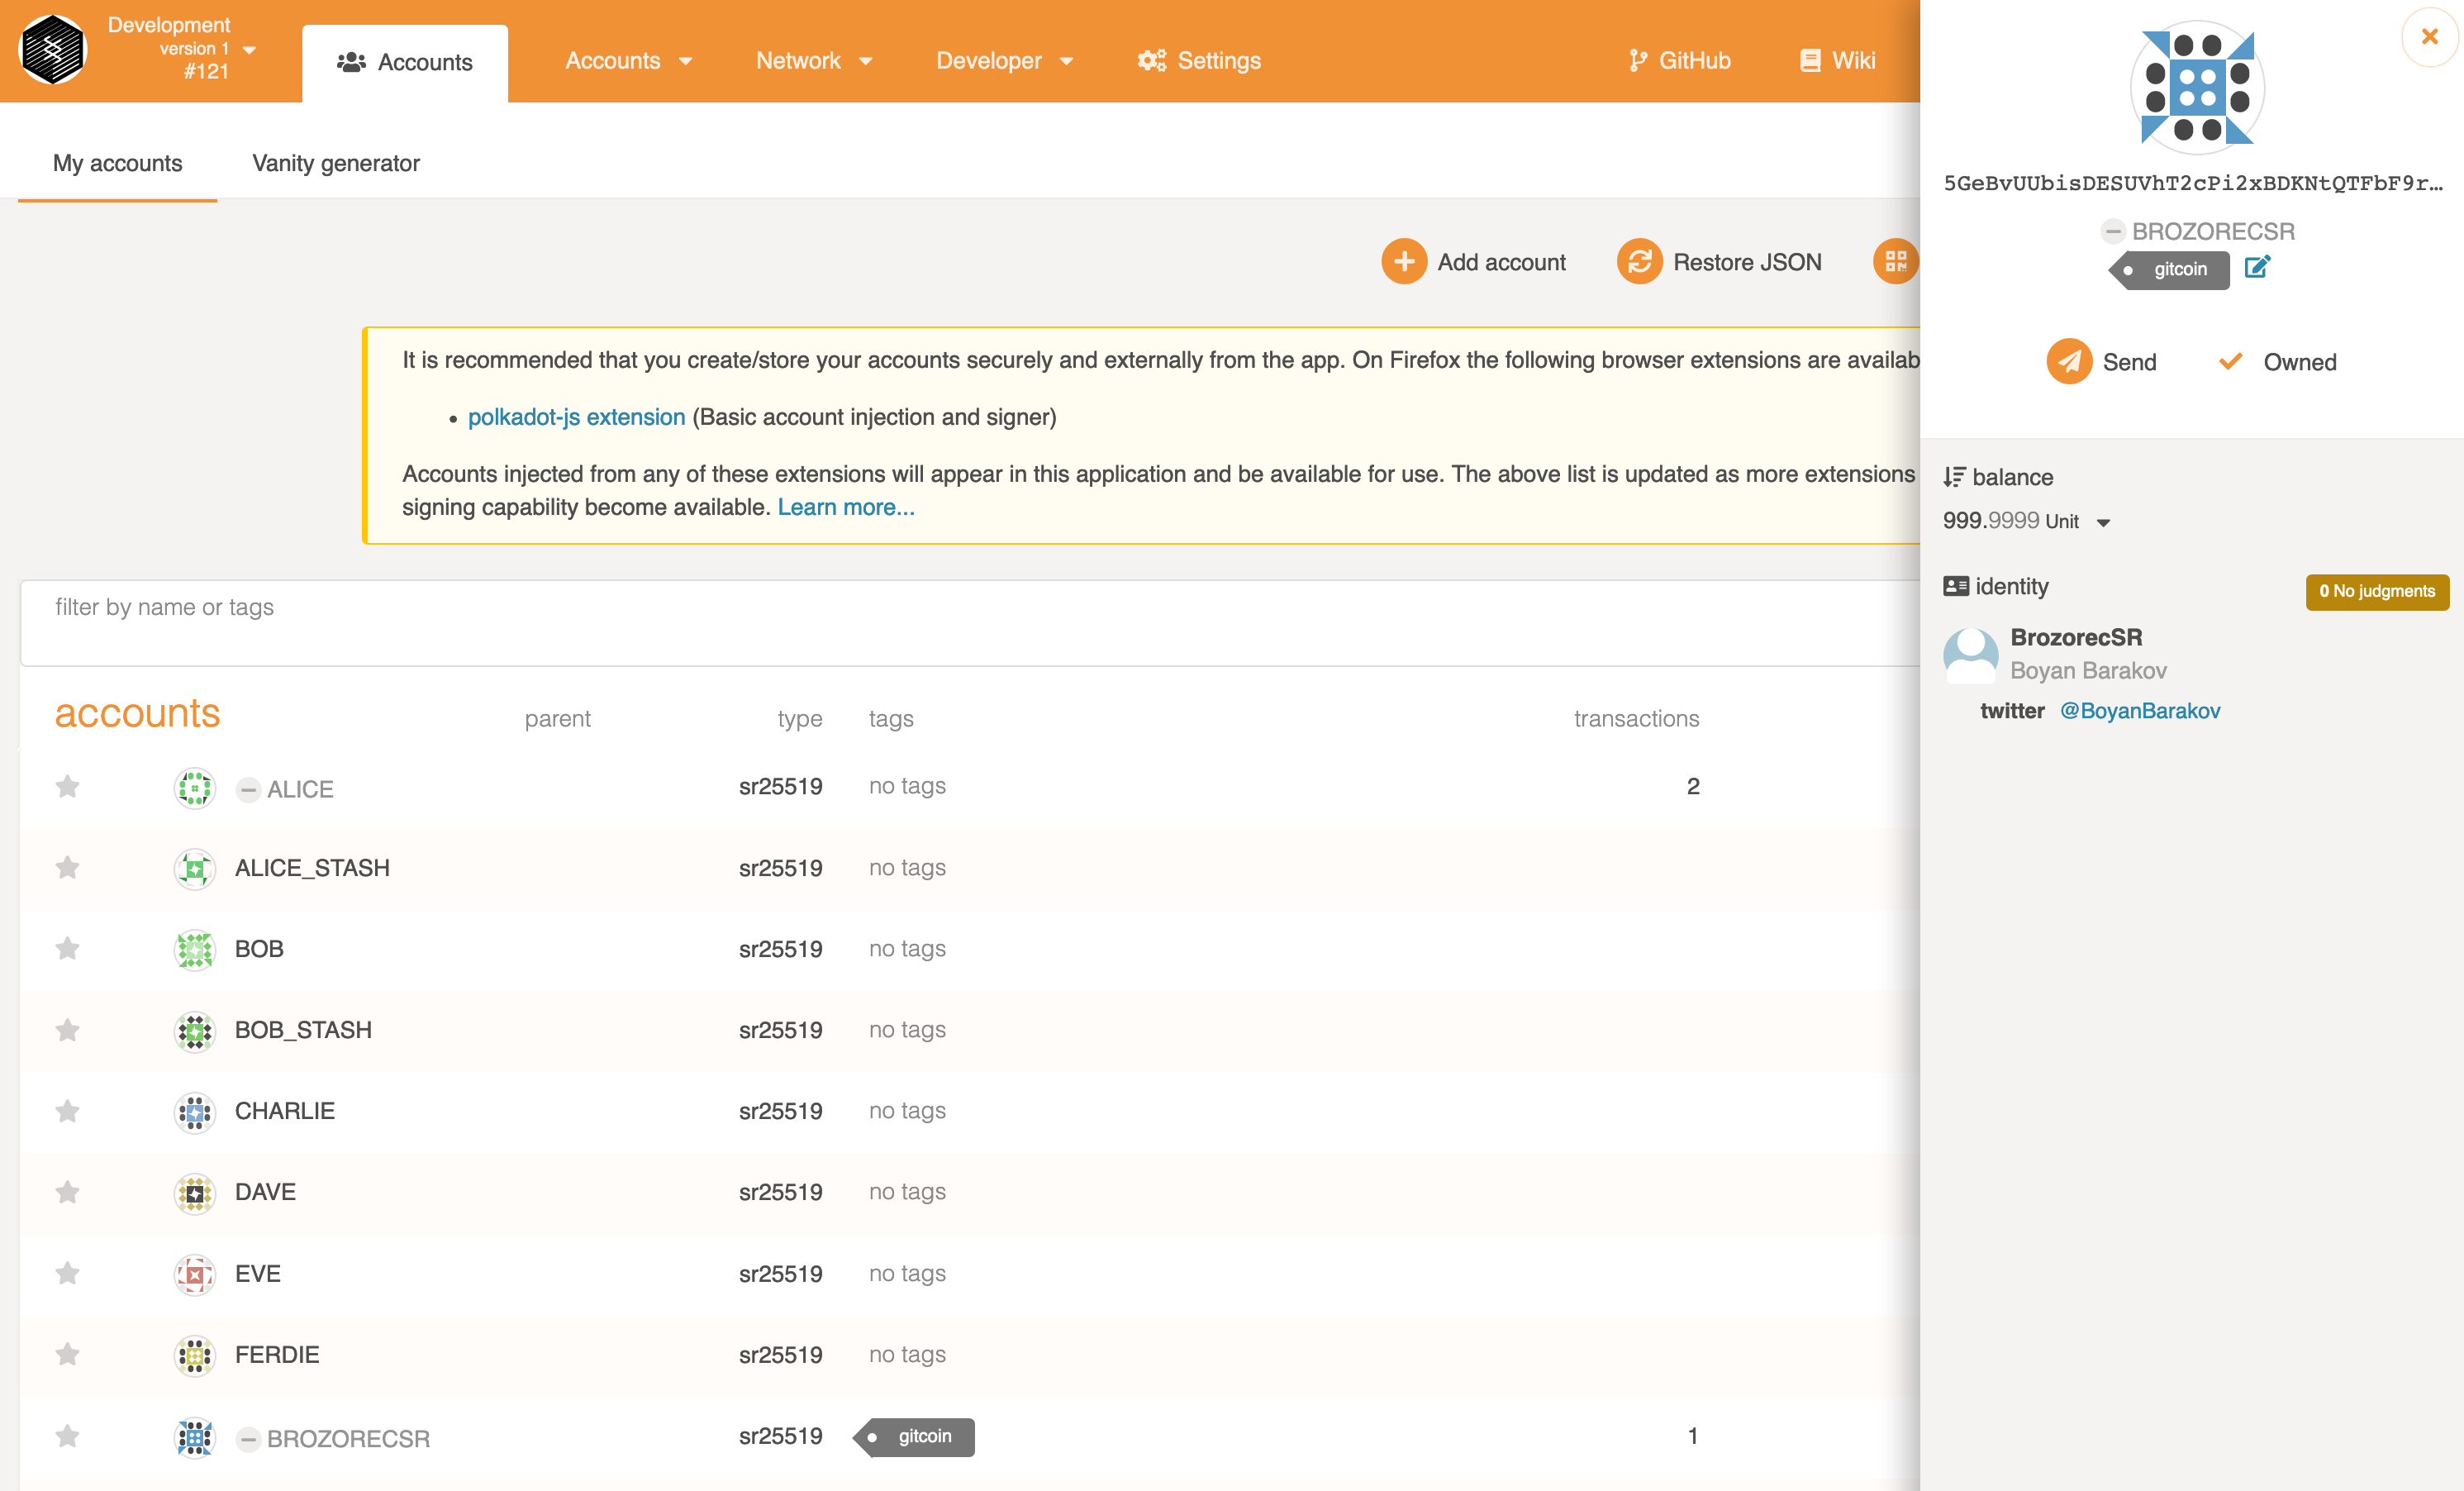 Development
version 1
#121
Accounts
Accounts
Network
Developer
Settings
GitHub
Wiki
My accounts
Vanity generator
Add account
Restore JSON
It is recommended that you create/store your accounts securely and externally from the app. On Firefox the following browser extensions are availab
• polkadot-js extension (Basic account injection and signer)
Accounts injected from any of these extensions will appear in this application and be available for use. The above list is updated as more extensions
signing capability become available. Learn more...
filter by name or tags
accounts parent type tags transactions
ALICE sr25519 no tags 2
ALICE_STASH sr25519 no tags
BOB sr25519 no tags
BOB_STASH sr25519 no tags
CHARLIE sr25519 no tags
DAVE sr25519 no tags
EVE sr25519 no tags
FERDIE sr25519 no tags
BROZORECSR sr25519 gitcoin 1
5GeBvUUbisDESUVhT2cPi2xBDKNtQTFbF9r…
BROZORECSR
gitcoin
Send
Owned
balance
999.9999 Unit
identity
0 No judgments
BrozorecSR
Boyan Barakov
twitter @BoyanBarakov